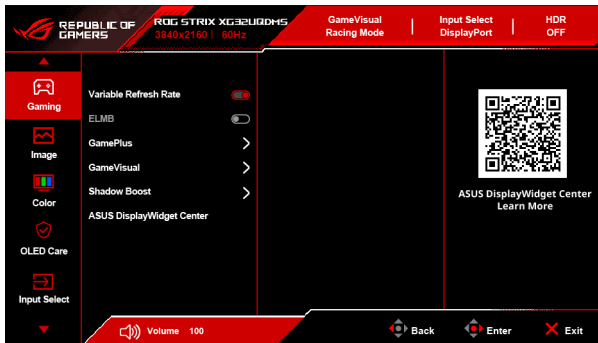 REPUBLIC OF
GAMERS
ROG STRIX XG32UQDMS
3840x2160 | 60Hz
GameVisual
Racing Mode
Input Select
DisplayPort
HDR
OFF
Gaming
Image
Color
OLED Care
Input Select
Variable Refresh Rate
ELMB
GamePlus
GameVisual
Shadow Boost
ASUS DisplayWidget Center
ASUS DisplayWidget Center
Learn More
Volume 100
Back
Enter
Exit